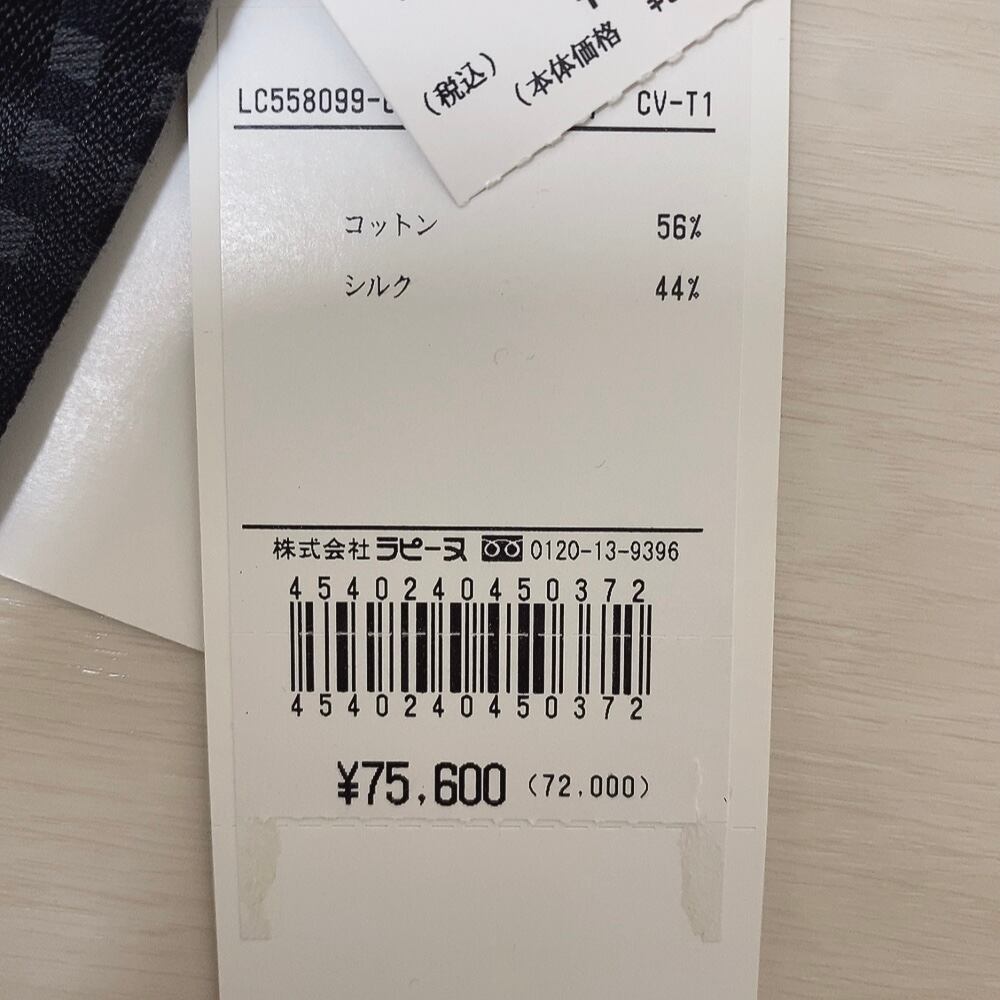 (税込) (本体価格
LC558099- CV-T1
コットン 56%
シルク 44%
株式会社ラピーヌ 0120-13-9396
4540240450372
4540240450372
¥75,600 (72,000)